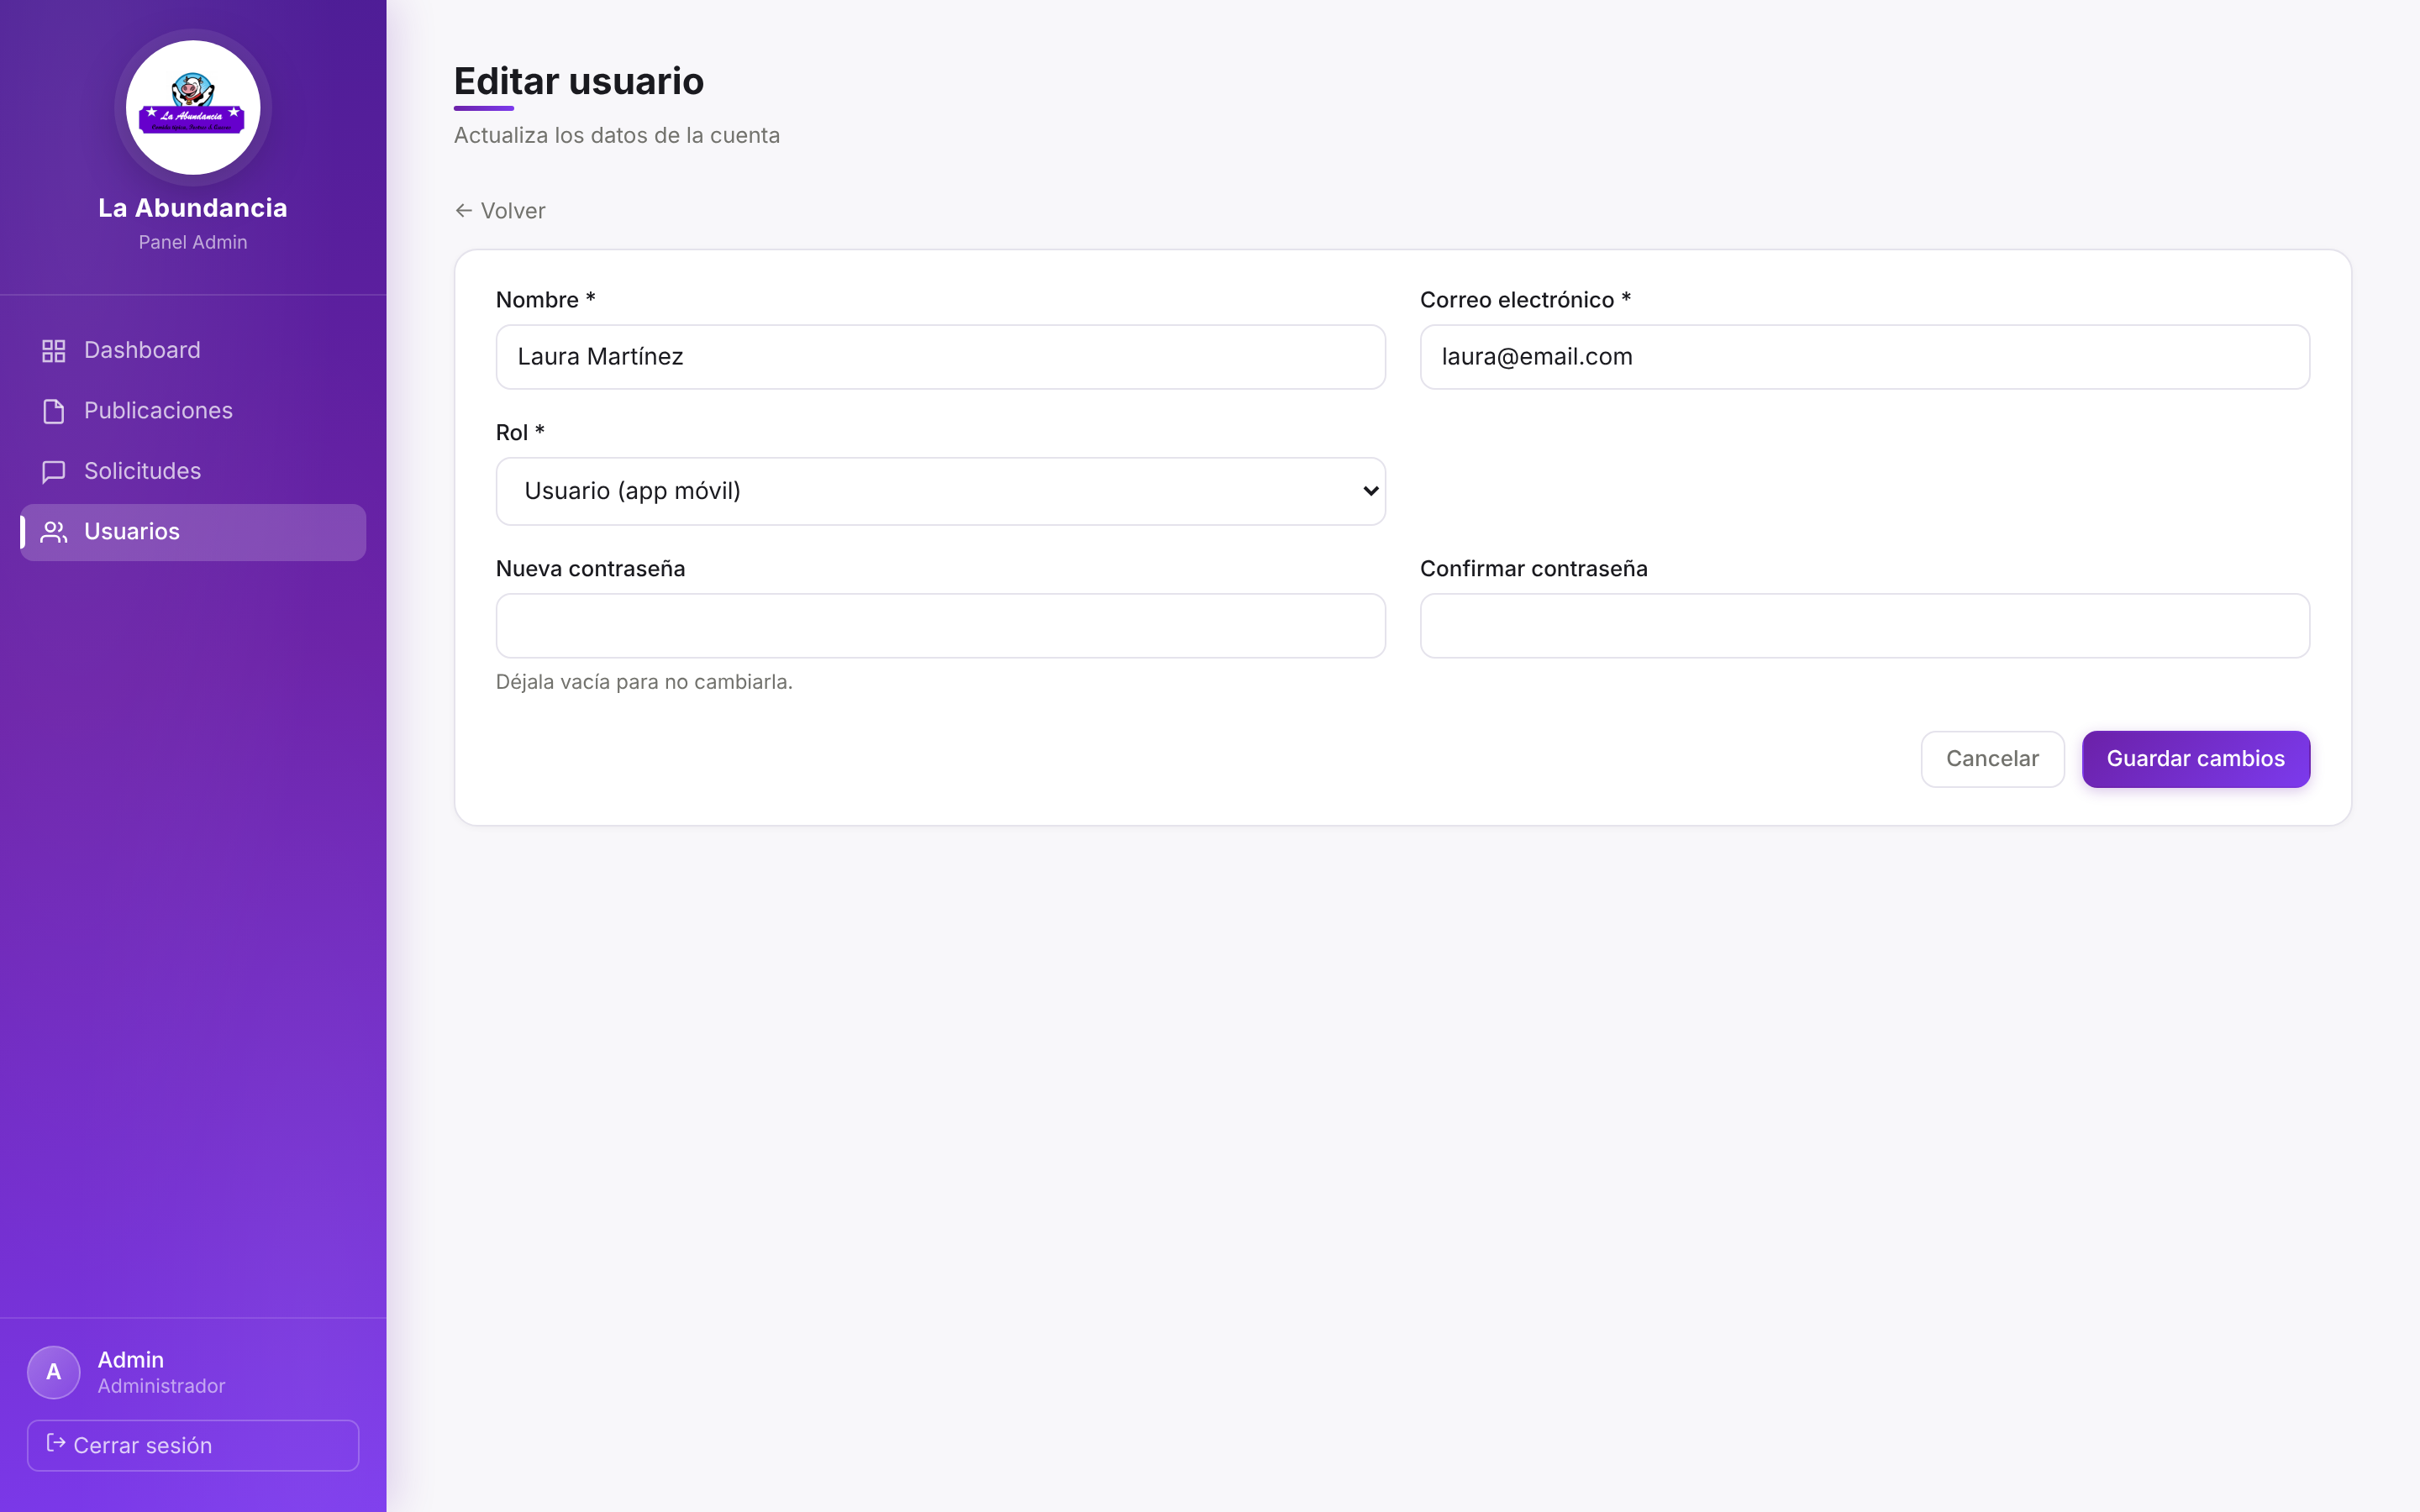 La Abundancia
La Abundancia
Panel Admin
Dashboard
Publicaciones
Solicitudes
Usuarios
Admin
Administrador
A
Cerrar sesión
Editar usuario
Actualiza los datos de la cuenta
← Volver
Nombre *
Laura Martínez
Correo electrónico *
laura@email.com
Rol *
Usuario (app móvil)
Nueva contraseña
Confirmar contraseña
Déjala vacía para no cambiarla.
Cancelar
Guardar cambios